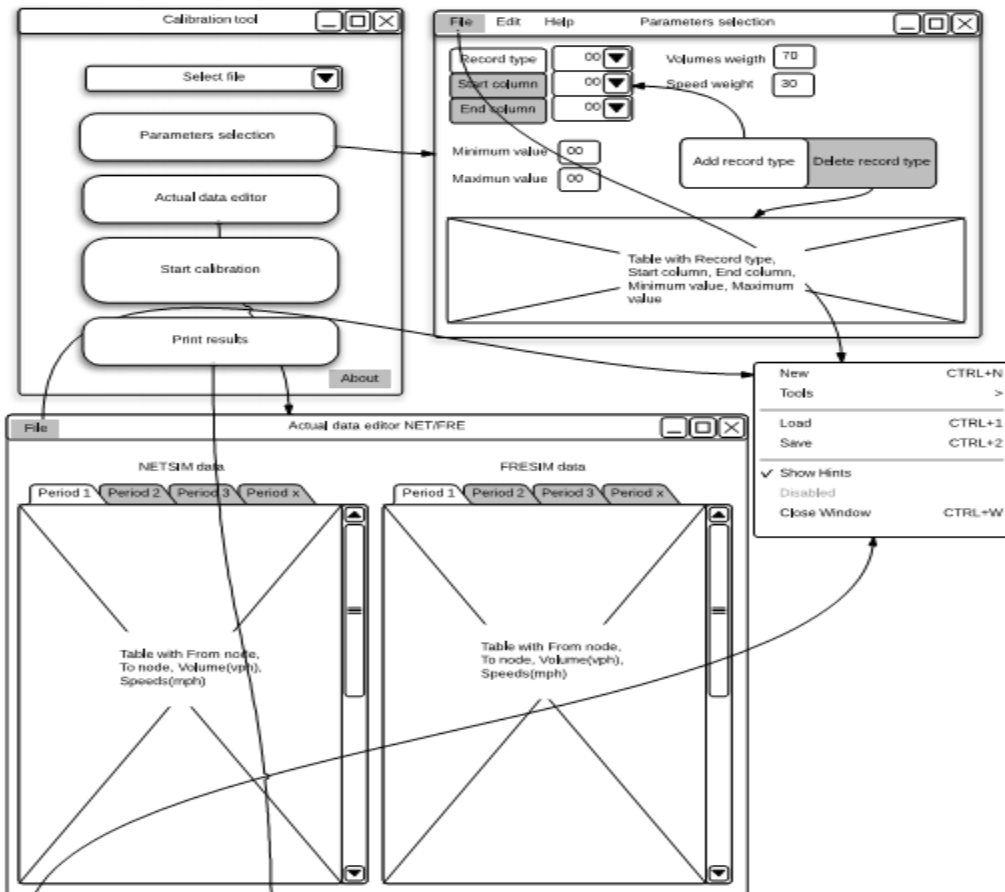 Calibration tool
Select file
Parameters selection
Actual data editor
Start calibration
Print results
About
File Edit Help Parameters selection
Record type 00
Start column 00
End column 00
Volumes weigth 70
Speed weight 30
Minimum value 00
Maximun value 00
Add record type Delete record type
Table with Record type,
Start column, End column,
Minimum value, Maximum
value
New CTRL+N
Tools >
Load CTRL+1
Save CTRL+2
Show Hints
Disabled
Close Window CTRL+W
File Actual data editor NET/FRE
NETSIM data
Period 1 Period 2 Period 3 Period x
Table with From node,
To node, Volume(vph),
Speeds(mph)
FRESIM data
Period 1 Period 2 Period 3 Period x
Table with From node,
To node, Volume(vph),
Speeds(mph)